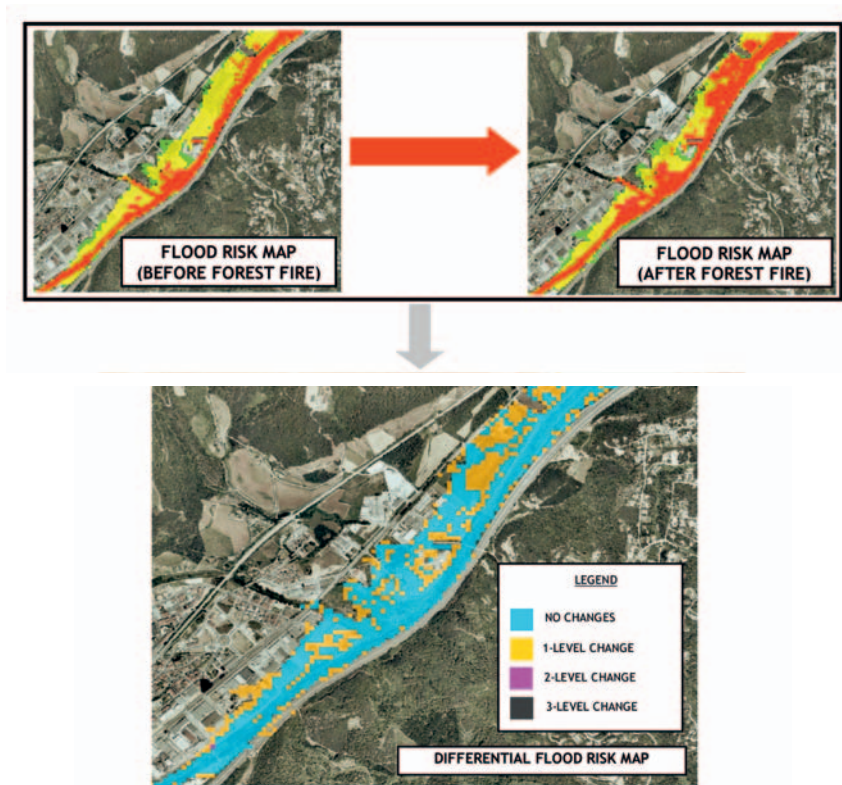 FLOOD RISK MAP
(BEFORE FOREST FIRE)
FLOOD RISK MAP
(AFTER FOREST FIRE)
LEGEND
NO CHANGES
1-LEVEL CHANGE
2-LEVEL CHANGE
3-LEVEL CHANGE
DIFFERENTIAL FLOOD RISK MAP